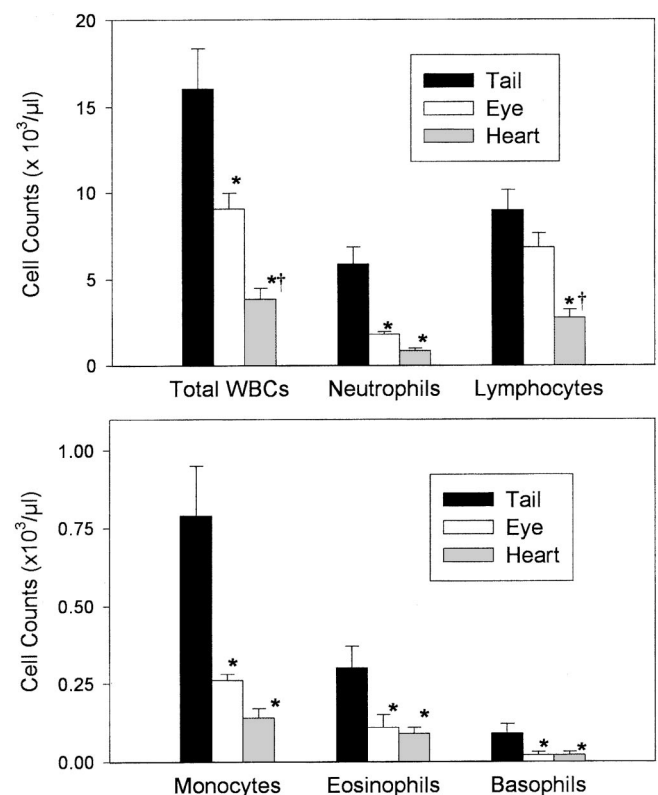 20
15
10
5
0
Cell Counts (x 10³/µl)
Tail
Eye
Heart
*
*†
*
*
*†
Total WBCs Neutrophils Lymphocytes
1.00
0.75
0.50
0.25
0.00
Cell Counts (x10³/µl)
Tail
Eye
Heart
*
*
*
*
*
*
Monocytes Eosinophils Basophils